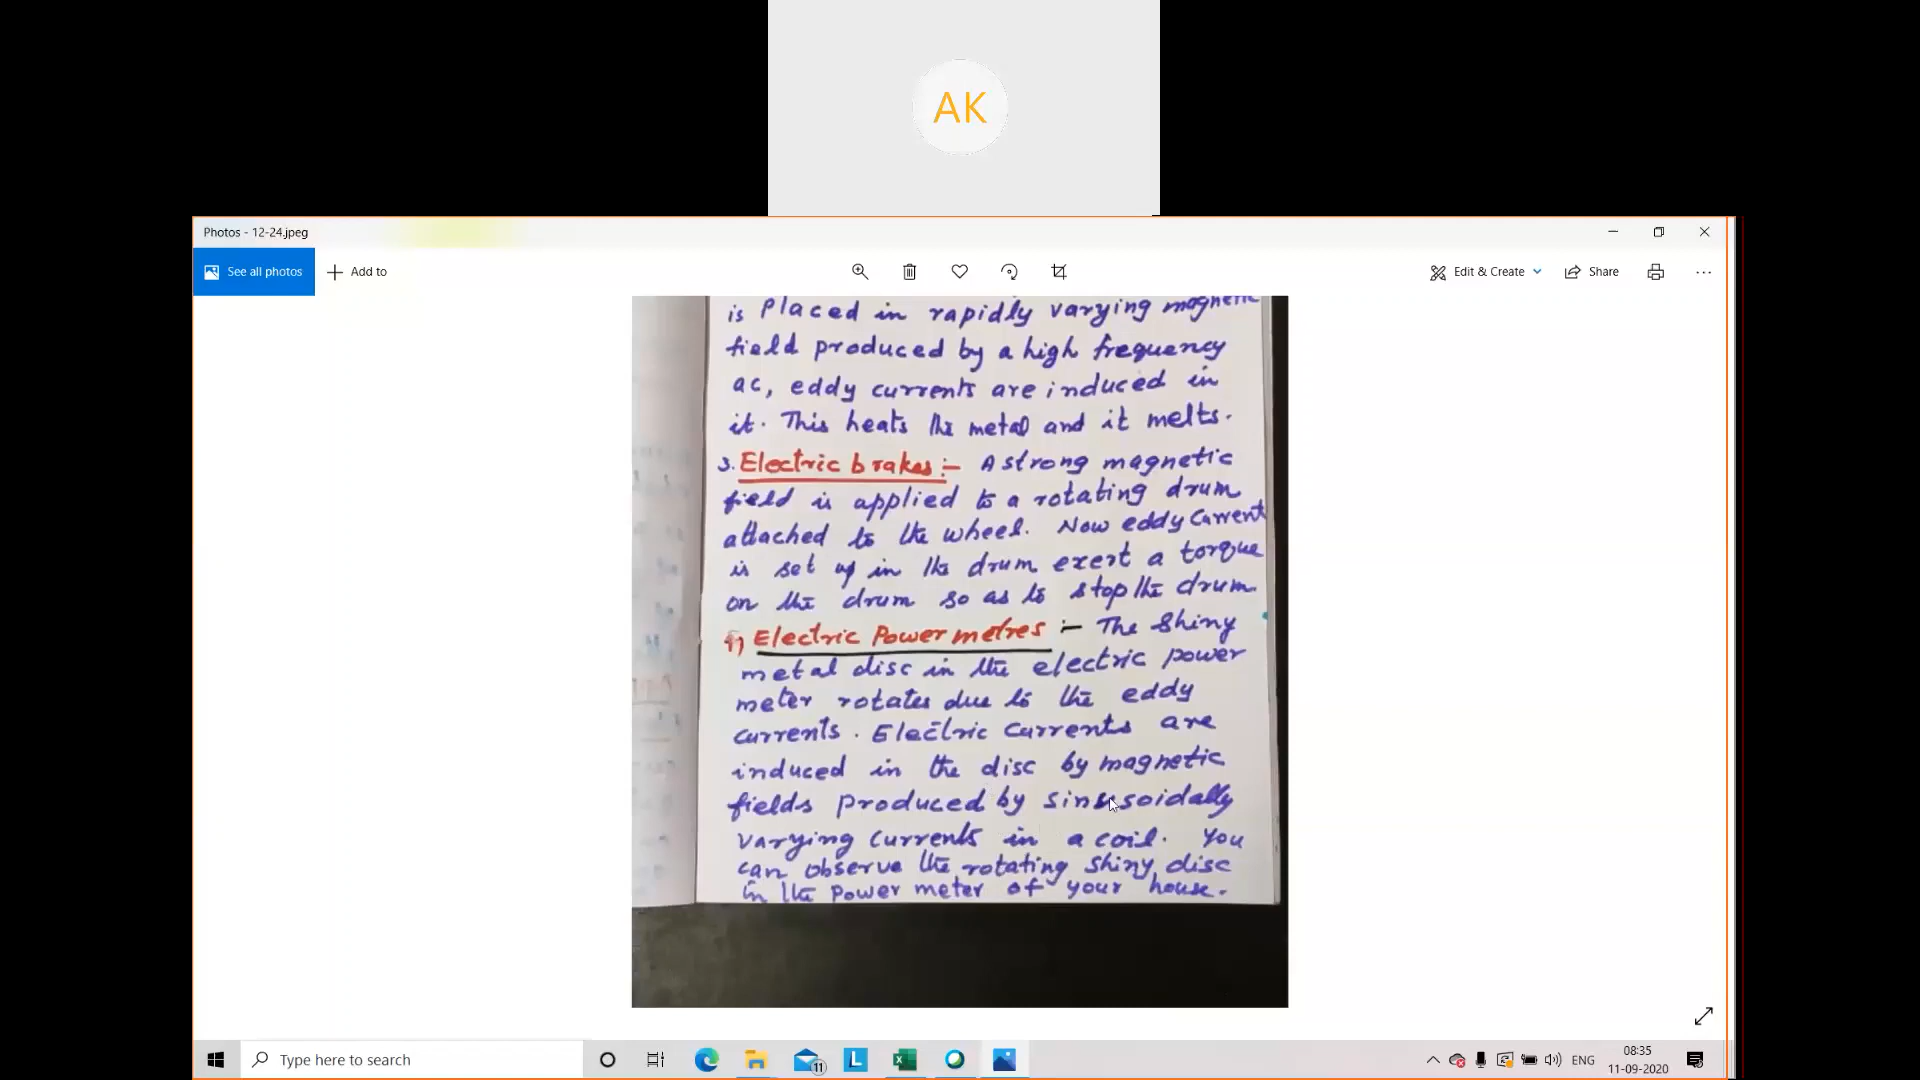 AK
Photos - 12-24.jpeg
See all photos
Add to
Edit & Create
Share
is Placed in rapidly varying magnetic
field produced by a high frequency
ac, eddy currents are induced in
it. This heats the metal and it melts.
3. Electric brakes :- A strong magnetic
field is applied to a rotating drum
attached to the wheel. Now eddy current
is set up in the drum exert a torque
on the drum so as to stop the drum.
4) Electric Power metres :- The shiny
metal disc in the electric power
meter rotates due to the eddy
currents. Electric currents are
induced in the disc by magnetic
fields produced by sinusoidally
varying currents in a coil. You
can observe the rotating shiny disc
in the power meter of your house.
Type here to search
11
L
ENG
08:35
11-09-2020